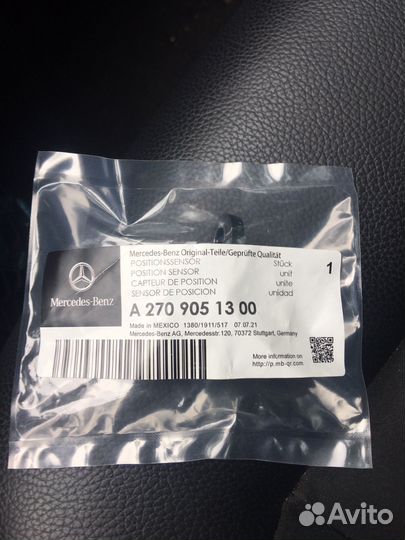 Mercedes-Benz Original-Teile/Geprüfte Qualität
POSITIONSSENSOR Stück
POSITION SENSOR unit
CAPTEUR DE POSITION unite
SENSOR DE POSICIÓN unidad
1
Mercedes-Benz
A 270 905 13 00
Made in MEXICO 1380/1911/517 07.07.21
Mercedes-Benz AG, Mercedesstr.120, 70372 Stuttgart, Germany
More information on
http://p.mb-qr.com
Avito